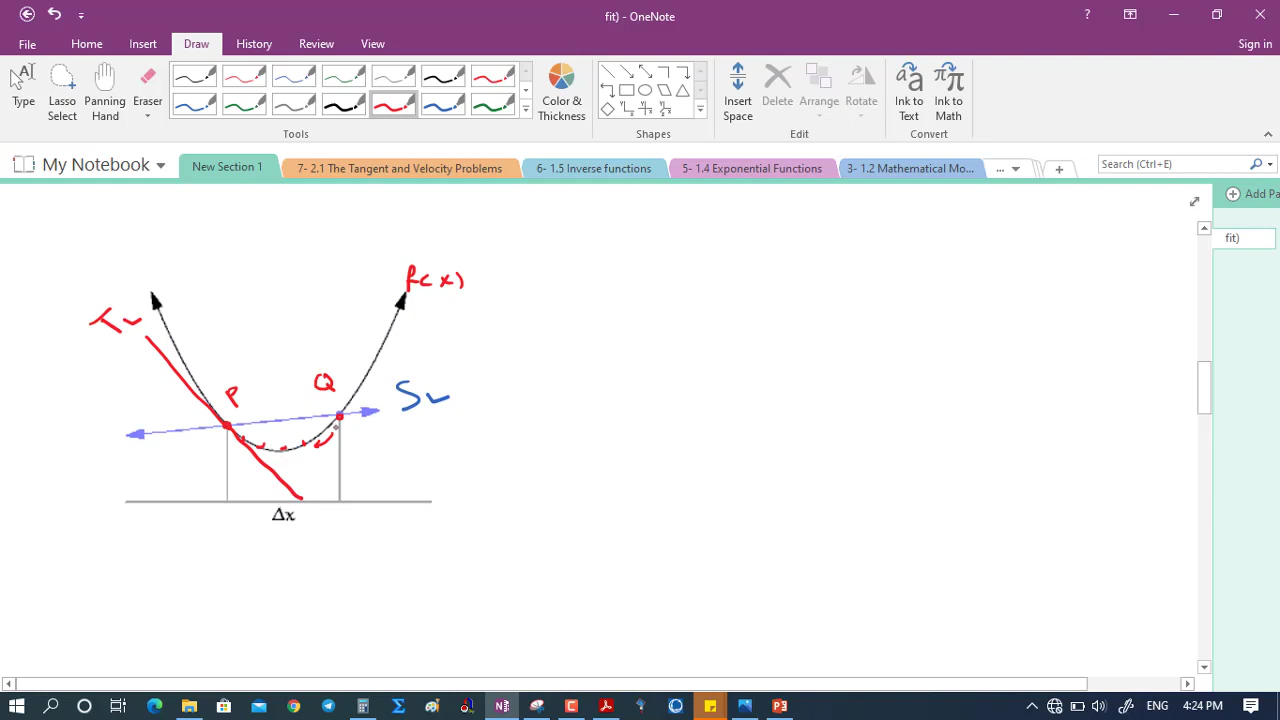 fit) - OneNote
File Home Insert Draw History Review View Sign in
Type
Lasso Select
Panning Hand
Eraser
Color & Thickness
Insert Space
Delete
Arrange
Rotate
Ink to Text
Ink to Math
Tools Shapes Edit Convert
My Notebook New Section 1 7- 2.1 The Tangent and Velocity Problems 6- 1.5 Inverse functions 5- 1.4 Exponential Functions 3- 1.2 Mathematical Mo... ... Search (Ctrl+E)
Add Pa
fit)
f(x)
P
Q
Δx
ENG 4:24 PM